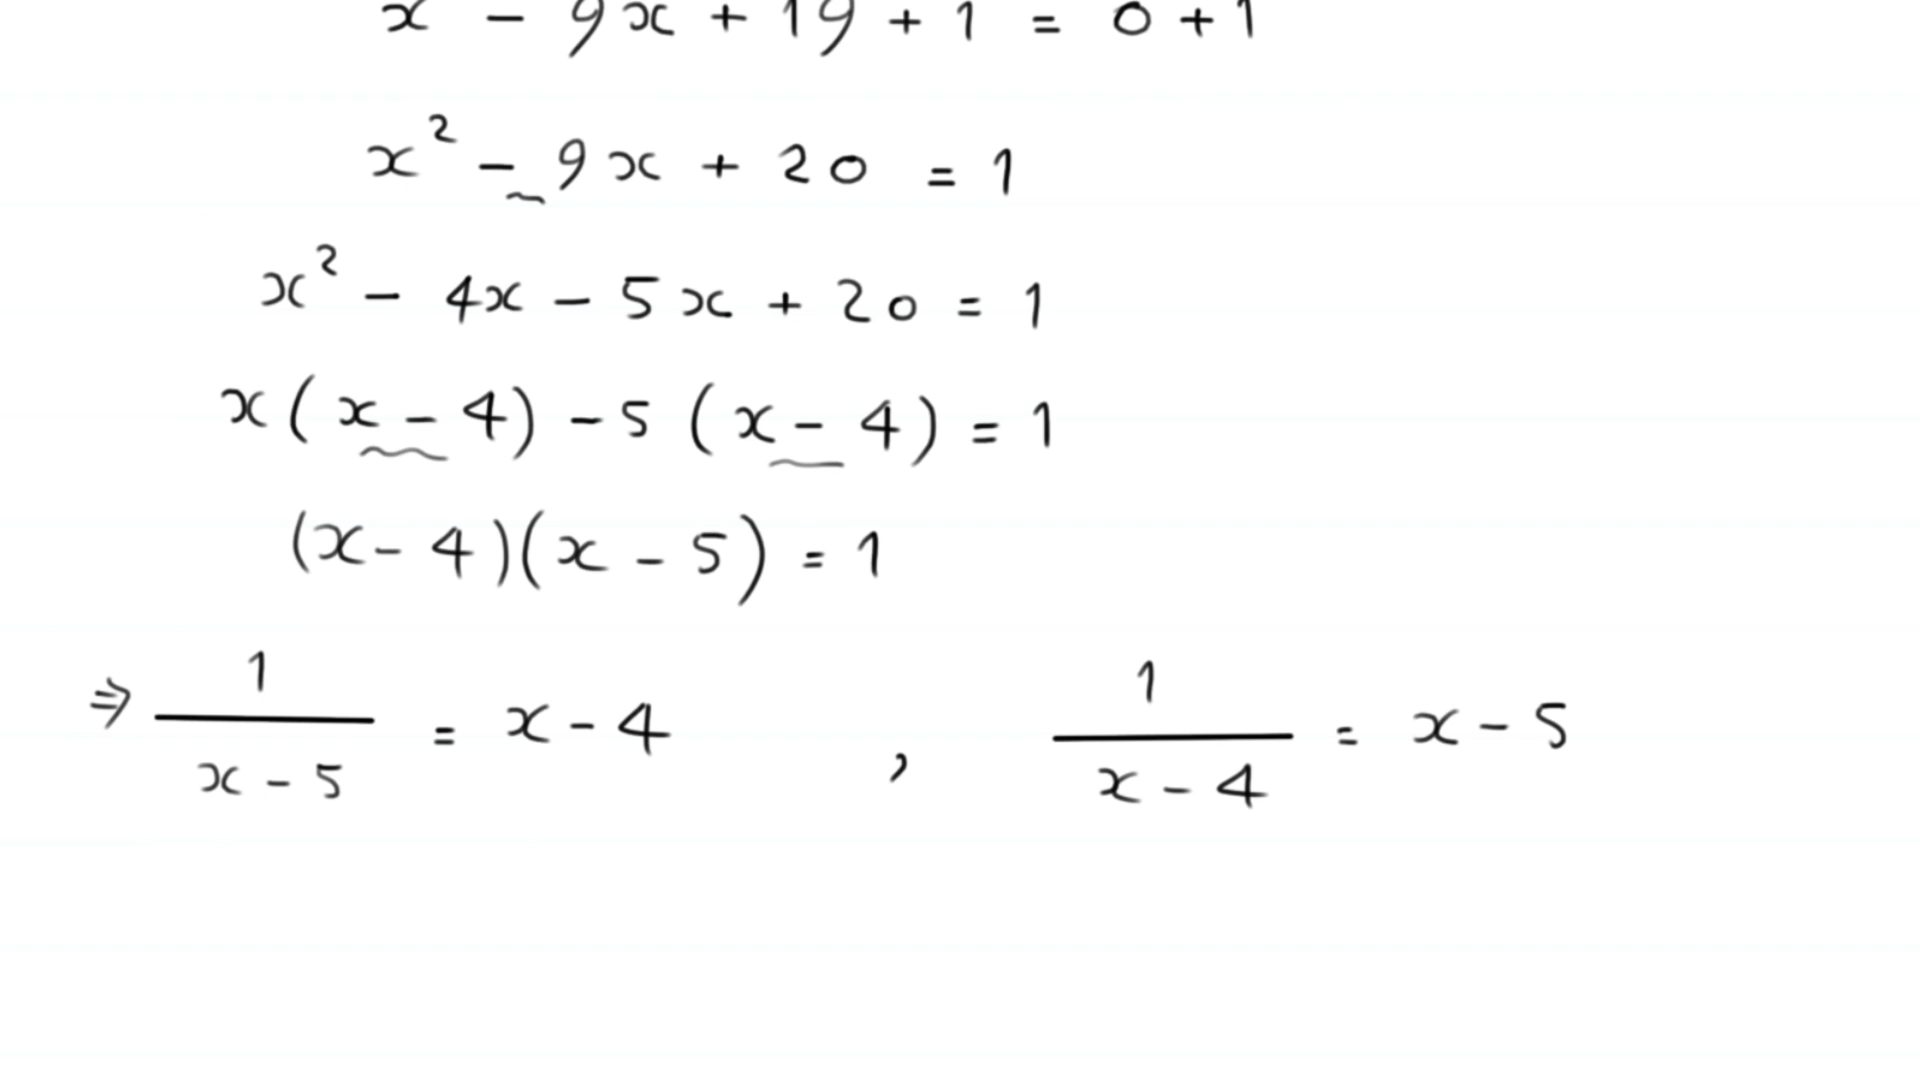 x - 9x + 19 + 1 = 0 + 1
x² - 9x + 20 = 1
x² - 4x - 5x + 20 = 1
x(x - 4) - 5(x - 4) = 1
(x - 4)(x - 5) = 1
⇒ 1/(x - 5) = x - 4 , 1/(x - 4) = x - 5